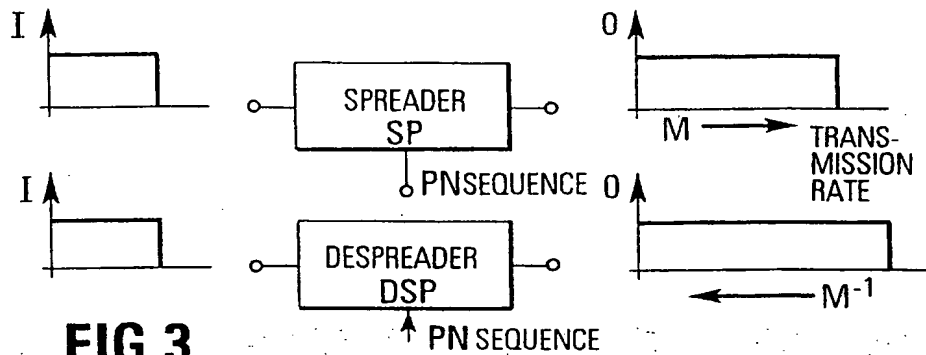 I
0
SPREADER
SP
M
TRANS-
MISSION
RATE
PN SEQUENCE
I
0
DESPREADER
DSP
M-1
PN SEQUENCE
FIG 3